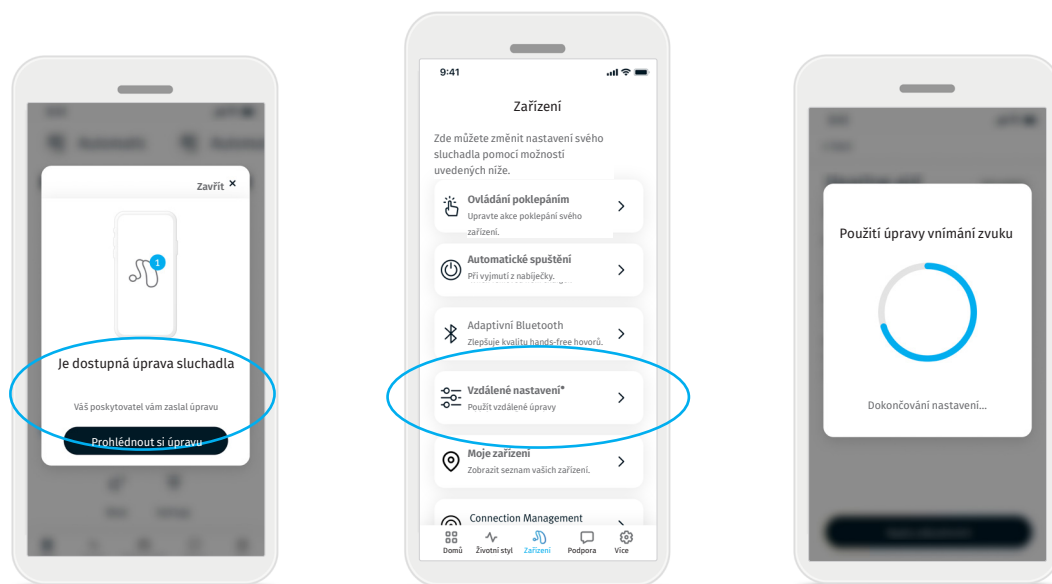 Zavřít ×
1
Je dostupná úprava sluchadla
Váš poskytovatel vám zaslal úpravu
Prohlédnout si úpravu
9:41
Zařízení
Zde můžete změnit nastavení svého
sluchadla pomocí možností
uvedených níže.
Ovládání poklepáním
Upravte akce poklepání svého
zařízení.
Automatické spuštění
Při vyjmutí z nabíječky.
Adaptivní Bluetooth
Zlepšuje kvalitu hands-free hovorů.
Vzdálené nastavení*
Použít vzdálené úpravy
Moje zařízení
Zobrazit seznam vašich zařízení.
Connection Management
Domů Životní styl Zařízení Podpora Více
Použití úpravy vnímání zvuku
Dokončování nastavení...